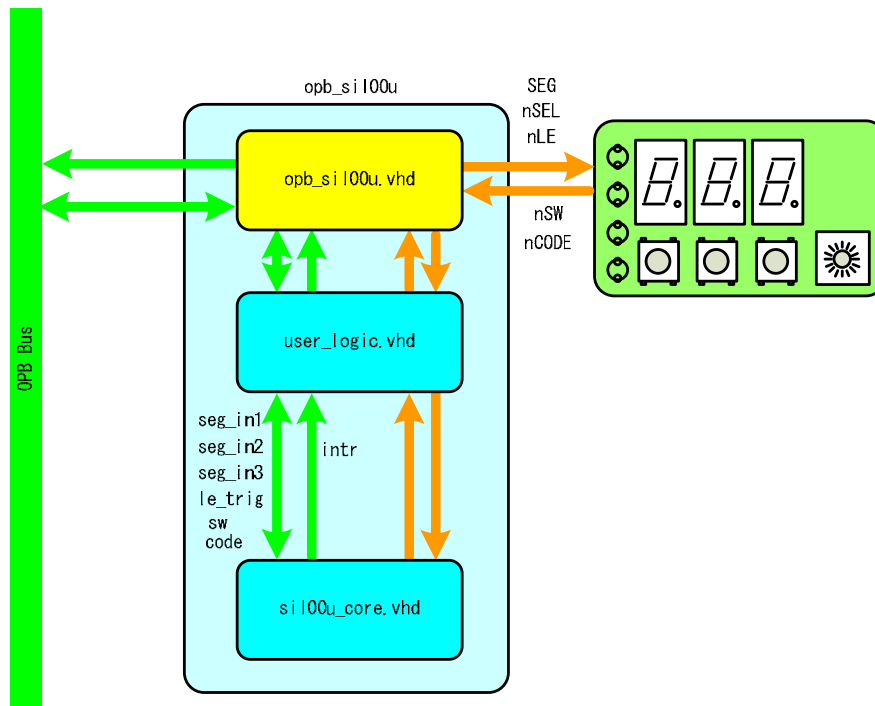 opb_sil00u
SEG
nSEL
nLE
opb_sil00u.vhd
nSW
nCODE
OPB Bus
user_logic.vhd
seg_in1
seg_in2
seg_in3
le_trig
sw
code
intr
sil00u_core.vhd